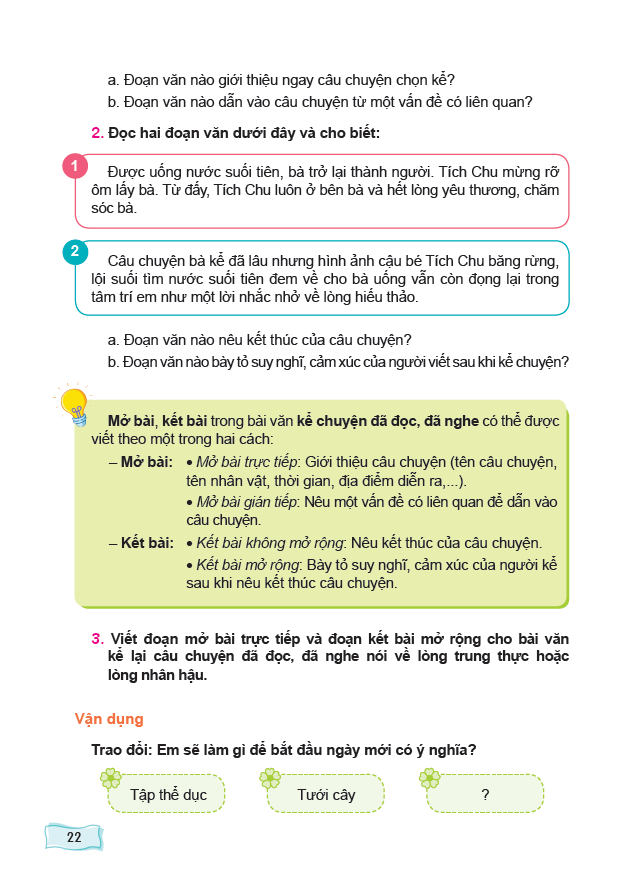 a. Đoạn văn nào giới thiệu ngay câu chuyện chọn kể?
b. Đoạn văn nào dẫn vào câu chuyện từ một vấn đề có liên quan?
2. Đọc hai đoạn văn dưới đây và cho biết:
1
Được uống nước suối tiên, bà trở lại thành người. Tích Chu mừng rỡ
ôm lấy bà. Từ đấy, Tích Chu luôn ở bên bà và hết lòng yêu thương, chăm
sóc bà.
2
Câu chuyện bà kể đã lâu nhưng hình ảnh cậu bé Tích Chu băng rừng,
lội suối tìm nước suối tiên đem về cho bà uống vẫn còn đọng lại trong
tâm trí em như một lời nhắc nhở về lòng hiếu thảo.
a. Đoạn văn nào nêu kết thúc của câu chuyện?
b. Đoạn văn nào bày tỏ suy nghĩ, cảm xúc của người viết sau khi kể chuyện?
Mở bài, kết bài trong bài văn kể chuyện đã đọc, đã nghe có thể được
viết theo một trong hai cách:
– Mở bài: • Mở bài trực tiếp: Giới thiệu câu chuyện (tên câu chuyện,
tên nhân vật, thời gian, địa điểm diễn ra,...).
• Mở bài gián tiếp: Nêu một vấn đề có liên quan để dẫn vào
câu chuyện.
– Kết bài: • Kết bài không mở rộng: Nêu kết thúc của câu chuyện.
• Kết bài mở rộng: Bày tỏ suy nghĩ, cảm xúc của người kể
sau khi nêu kết thúc câu chuyện.
3. Viết đoạn mở bài trực tiếp và đoạn kết bài mở rộng cho bài văn
kể lại câu chuyện đã đọc, đã nghe nói về lòng trung thực hoặc
lòng nhân hậu.
Vận dụng
Trao đổi: Em sẽ làm gì để bắt đầu ngày mới có ý nghĩa?
Tập thể dục
Tưới cây
?
22